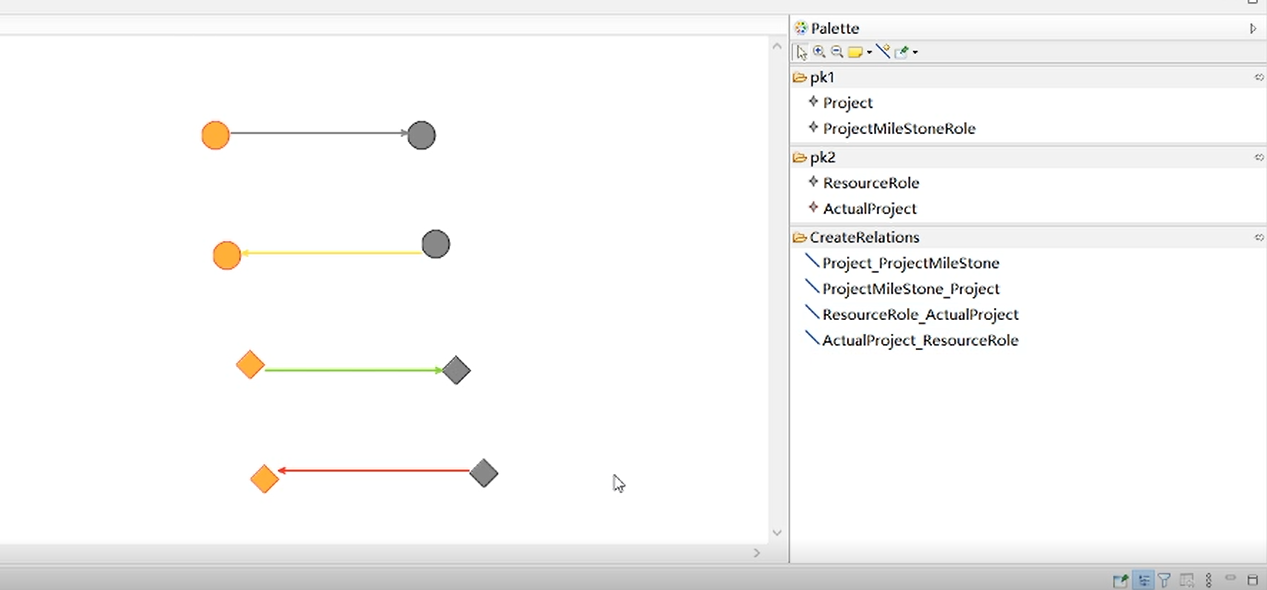 Palette
pk1
Project
ProjectMileStoneRole
pk2
ResourceRole
ActualProject
CreateRelations
Project_ProjectMileStone
ProjectMileStone_Project
ResourceRole_ActualProject
ActualProject_ResourceRole